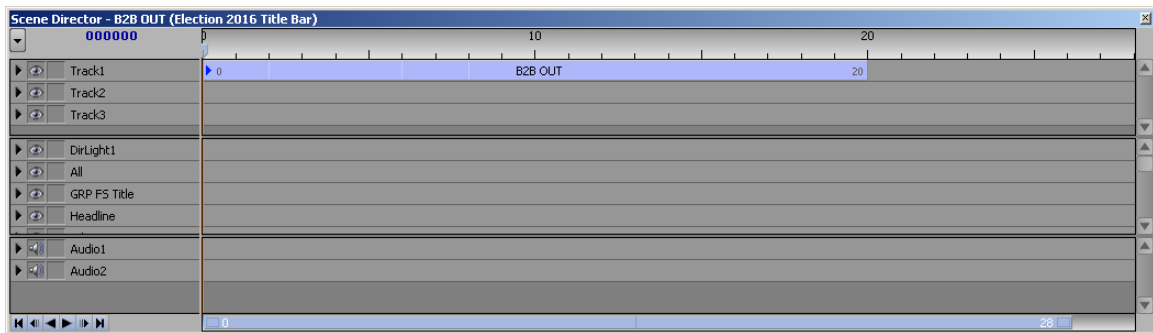 Scene Director - B2B OUT (Election 2016 Title Bar)
000000 0 10 20
Track1 0 B2B OUT 20
Track2
Track3
DirLight1
All
GRP FS Title
Headline
Audio1
Audio2
0 28